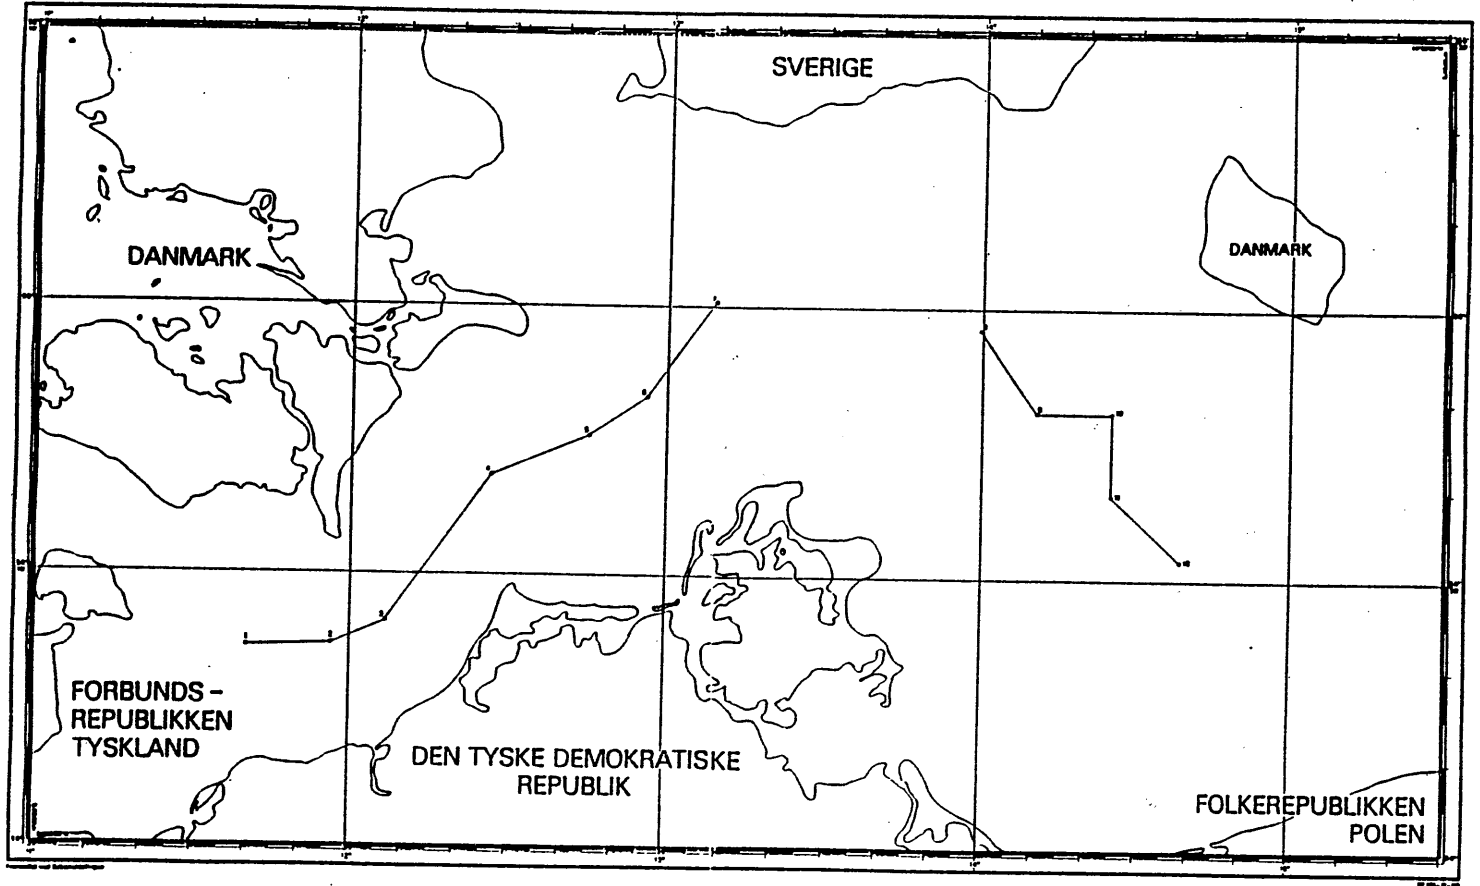 SVERIGE
DANMARK
DANMARK
FORBUNDS -
REPUBLIKKEN
TYSKLAND
DEN TYSKE DEMOKRATISKE
REPUBLIK
FOLKEREPUBLIKKEN
POLEN